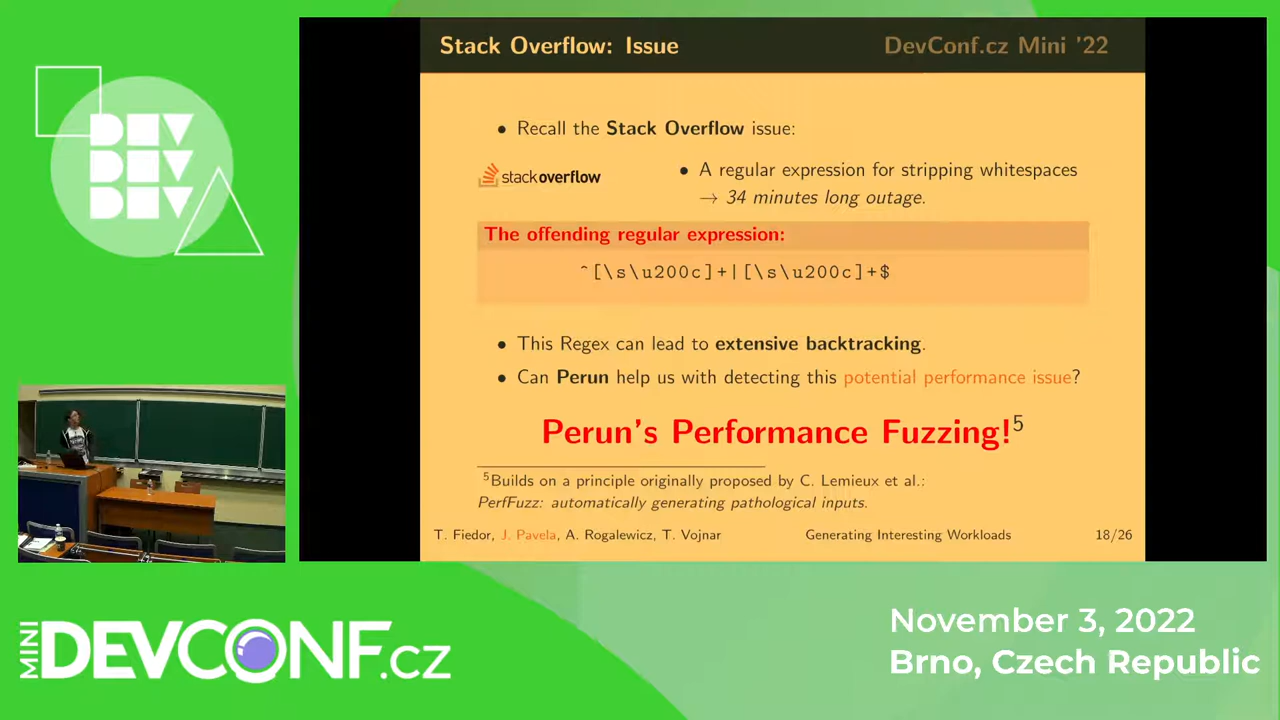 Stack Overflow: Issue
DevConf.cz Mini '22
• Recall the Stack Overflow issue:
stackoverflow
• A regular expression for stripping whitespaces
→ 34 minutes long outage.
The offending regular expression:
^[\s\u200c]+|[\s\u200c]+$
• This Regex can lead to extensive backtracking.
• Can Perun help us with detecting this potential performance issue?
Perun's Performance Fuzzing!5
5Builds on a principle originally proposed by C. Lemieux et al.:
PerfFuzz: automatically generating pathological inputs.
T. Fiedor, J. Pavela, A. Rogalewicz, T. Vojnar
Generating Interesting Workloads
18/26
DEV
DEV
DEV
MINI DEVCONF.cz
November 3, 2022
Brno, Czech Republic